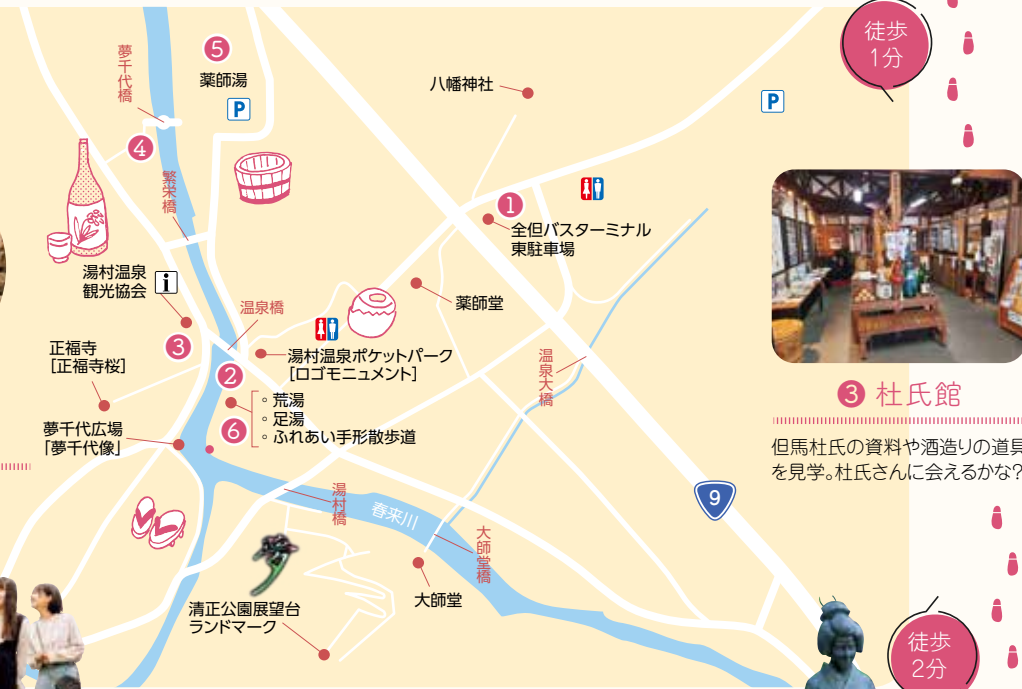 徒歩
1分
夢千代橋
5
薬師湯
P
八幡神社
P
4
繁栄橋
1
全但バスターミナル
東駐車場
湯村温泉
観光協会
i
温泉橋
薬師堂
3
正福寺
[正福寺桜]
湯村温泉ポケットパーク
[ロゴモニュメント]
2
温泉大橋
。荒湯
。足湯
。ふれあい手形散歩道
6
夢千代広場
「夢千代像」
湯村橋
春来川
大師堂橋
9
夢
清正公園展望台
ランドマーク
大師堂
3 杜氏館
但馬杜氏の資料や酒造りの道具
を見学。杜氏さんに会えるかな?
徒歩
2分